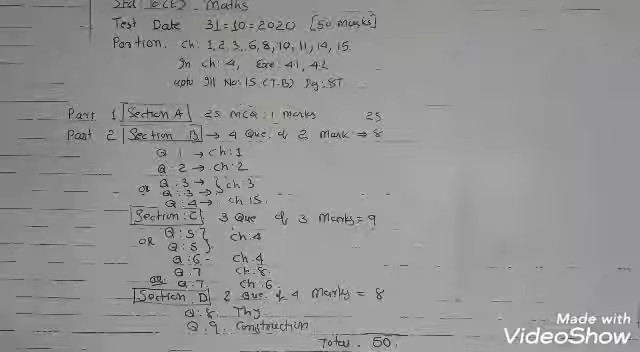 Std 10(E). Maths
Test Date 31-10-2020 [50 Marks]
Portion. ch: 1, 2, 3, 6, 8, 10, 11, 14, 15.
In ch: 4, Exe: 4.1, 4.2
upto Ill No: 15 (T.B) Pg: 87
Part 1 Section A 25 MCQ: 1 marks 25
Part 2 Section B → 4 Que. of 2 Mark ⇒ 8
Q. 1 → ch: 1
Q. 2 → ch: 2
Q. 3 → } ch 3
OR Q. 3 →
Q. 4 → ch 15.
Section: C 3 Que of 3 Marks = 9
Q: 5 } ch: 4
OR Q: 5 }
Q: 6 ch. 4
Q. 7 ch: 8.
OR Q. 7 ch: 6.
Section D 2 Que. of 4 Marks = 8
Q: 8. Thy
Q. 9. Construction
Total. 50.
Made with
VideoShow